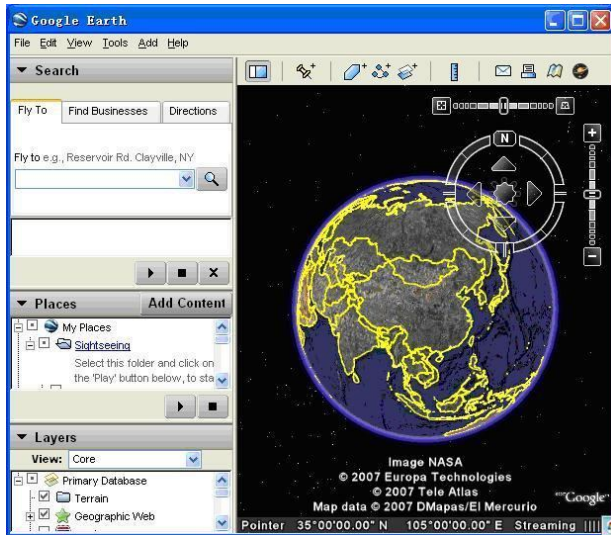 Google Earth
File Edit View Tools Add Help
Search
Fly To Find Businesses Directions
Fly to e.g., Reservoir Rd. Clayville, NY
Places Add Content
My Places
Sightseeing
Select this folder and click on
the 'Play' button below, to sta
Layers
View: Core
Primary Database
Terrain
Geographic Web
N
Image NASA
© 2007 Europa Technologies
© 2007 Tele Atlas
Map data © 2007 DMapas/El Mercurio
Google
Pointer 35°00'00.00" N 105°00'00.00" E Streaming